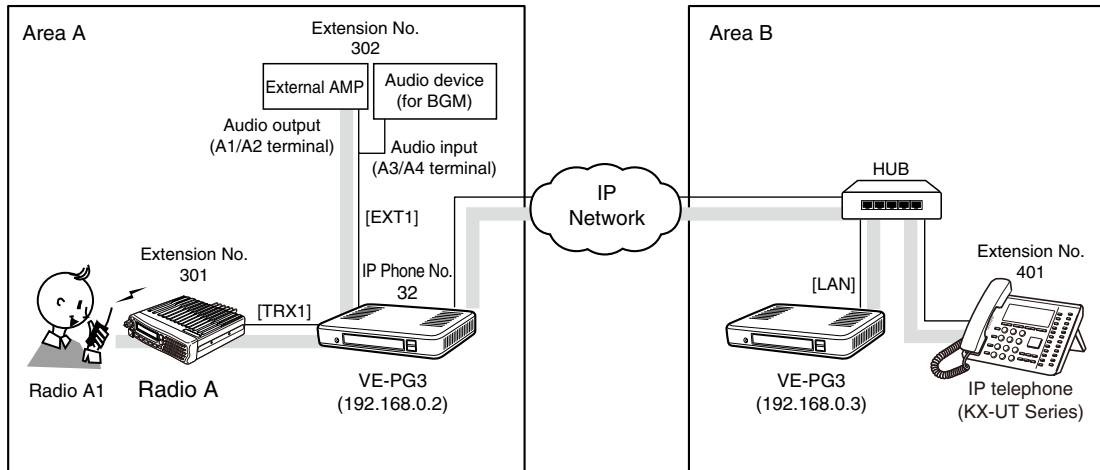 Area A
Extension No.
302
External AMP
Audio device
(for BGM)
Audio output
(A1/A2 terminal)
Audio input
(A3/A4 terminal)
[EXT1]
Extension No.
301
IP Phone No.
32
[TRX1]
Radio A1
Radio A
VE-PG3
(192.168.0.2)
IP
Network
Area B
HUB
Extension No.
401
[LAN]
VE-PG3
(192.168.0.3)
IP telephone
(KX-UT Series)